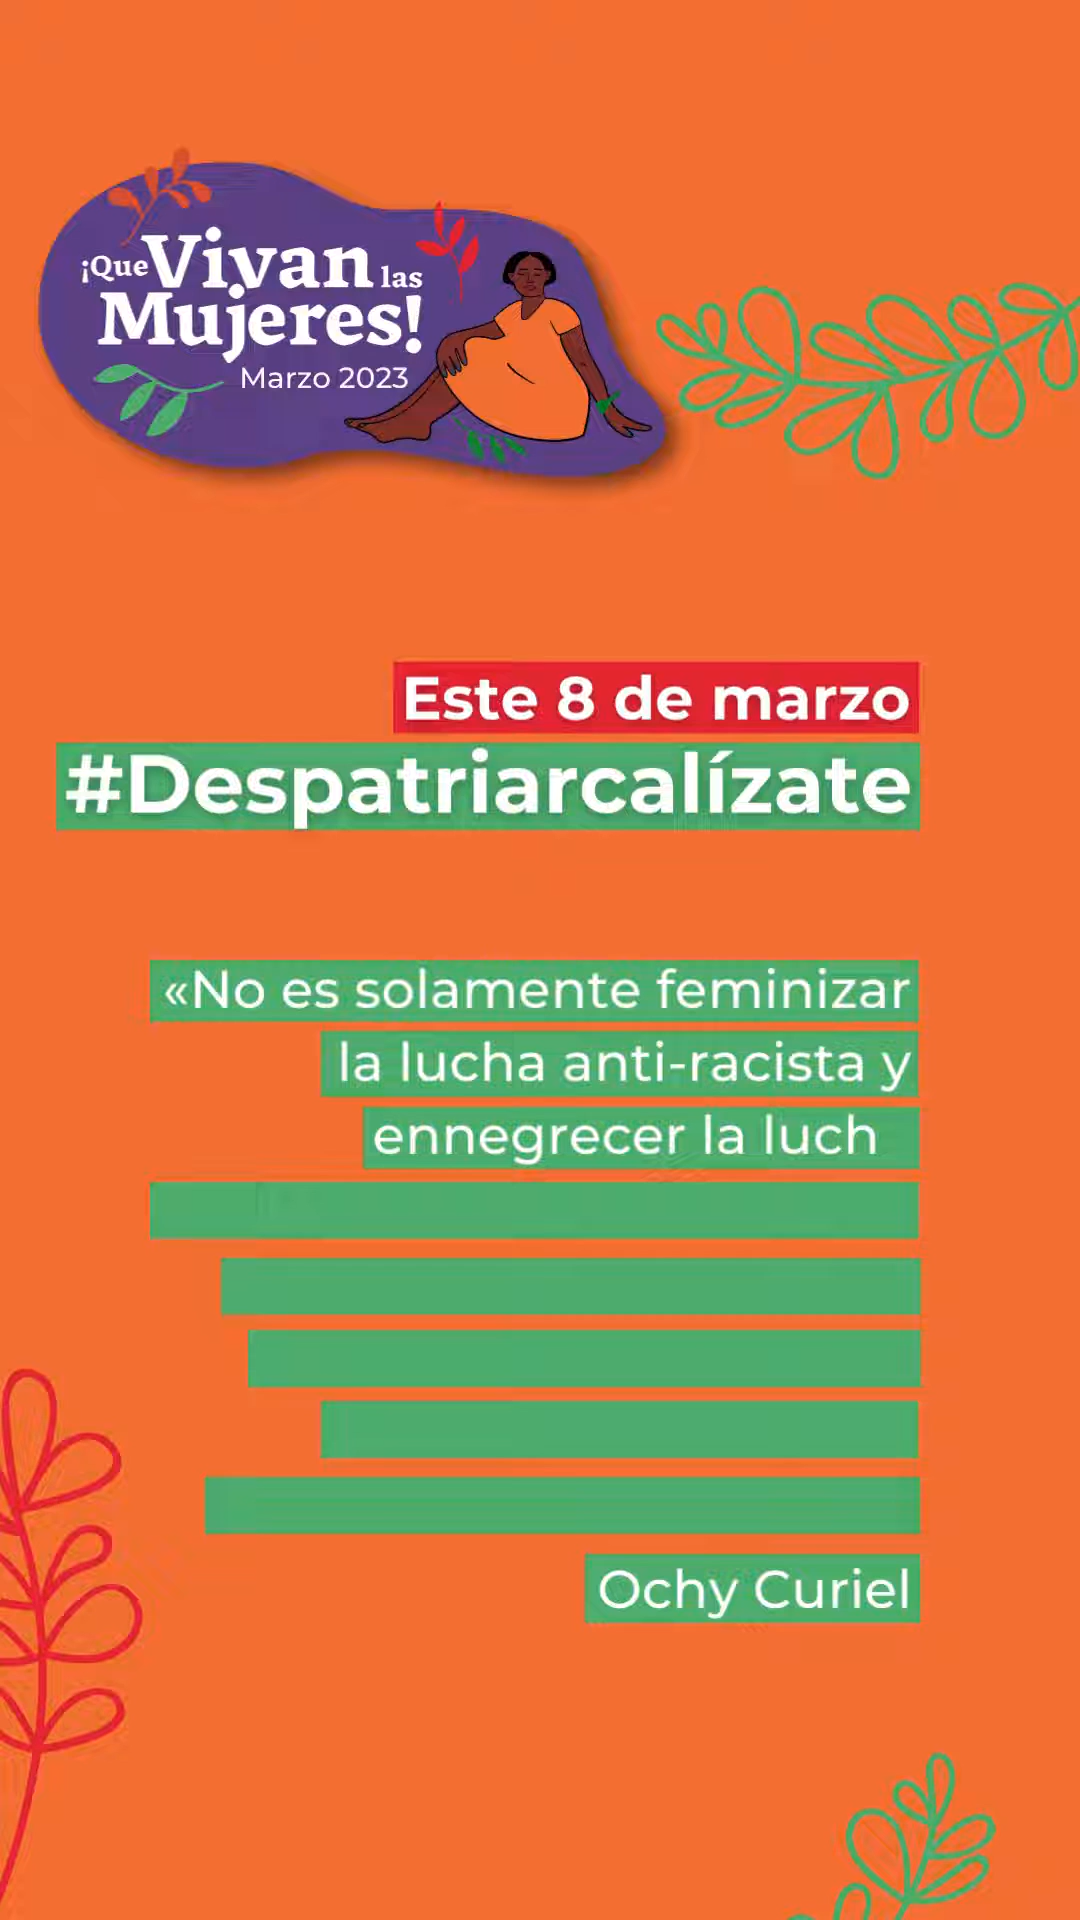 ¡Que Vivan las
Mujeres!
Marzo 2023
Este 8 de marzo
#Despatriarcalízate
«No es solamente feminizar
la lucha anti-racista y
ennegrecer la luch
Ochy Curiel